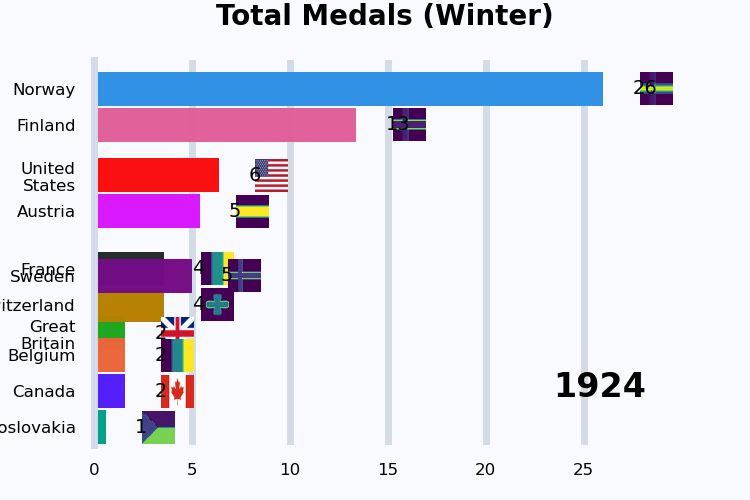 Total Medals (Winter)
Norway 26
Finland 13
United
States 6
Austria 5
France 4
Sweden 5
itzerland 4
Great
Britain 2
Belgium 2
Canada 2
oslovakia 1
1924
0 5 10 15 20 25